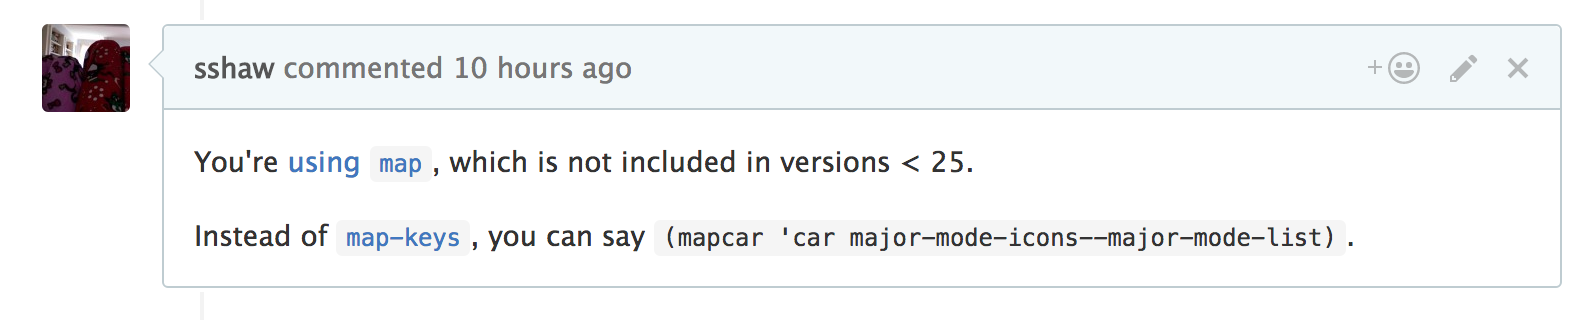 sshaw commented 10 hours ago
You're using map, which is not included in versions < 25.
Instead of map-keys, you can say (mapcar 'car major-mode-icons--major-mode-list).